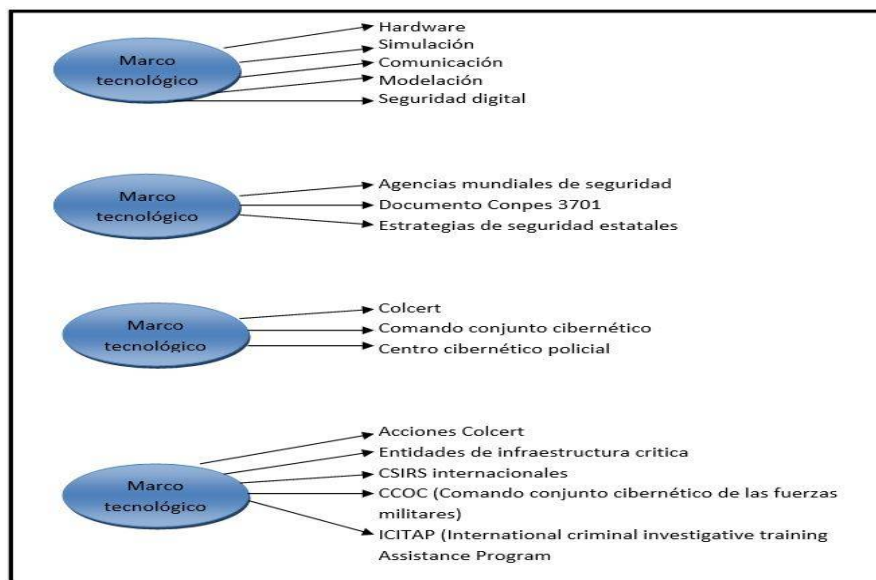 Marco
tecnológico
Hardware
Simulación
Comunicación
Modelación
Seguridad digital
Marco
tecnológico
Agencias mundiales de seguridad
Documento Conpes 3701
Estrategias de seguridad estatales
Marco
tecnológico
Colcert
Comando conjunto cibernético
Centro cibernético policial
Marco
tecnológico
Acciones Colcert
Entidades de infraestructura critica
CSIRS internacionales
CCOC (Comando conjunto cibernético de las fuerzas
militares)
ICITAP (International criminal investigative training
Assistance Program